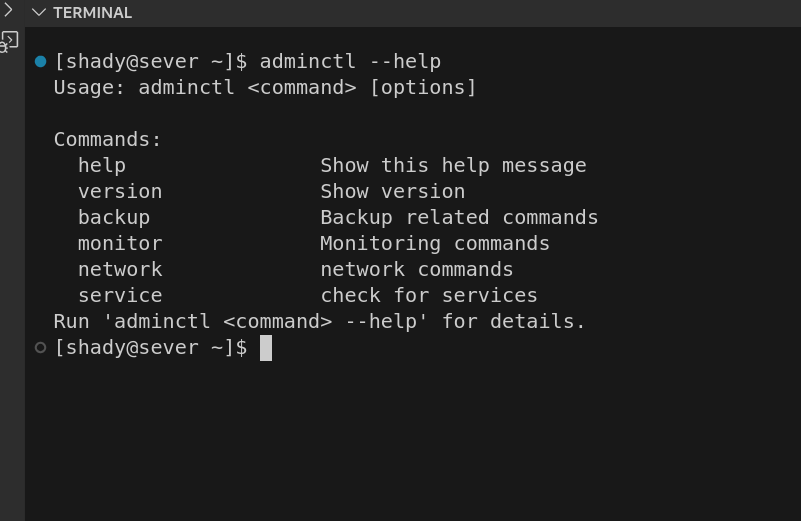 TERMINAL
[shady@sever ~]$ adminctl --help
Usage: adminctl <command> [options]
Commands:
help Show this help message
version Show version
backup Backup related commands
monitor Monitoring commands
network network commands
service check for services
Run 'adminctl <command> --help' for details.
[shady@sever ~]$